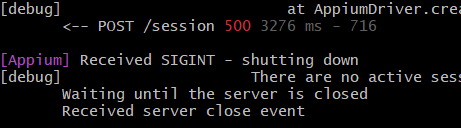 [debug] at AppiumDriver.crea
<-- POST /session 500 3276 ms - 716
[Appium] Received SIGINT - shutting down
[debug] There are no active ses
Waiting until the server is closed
Received server close event